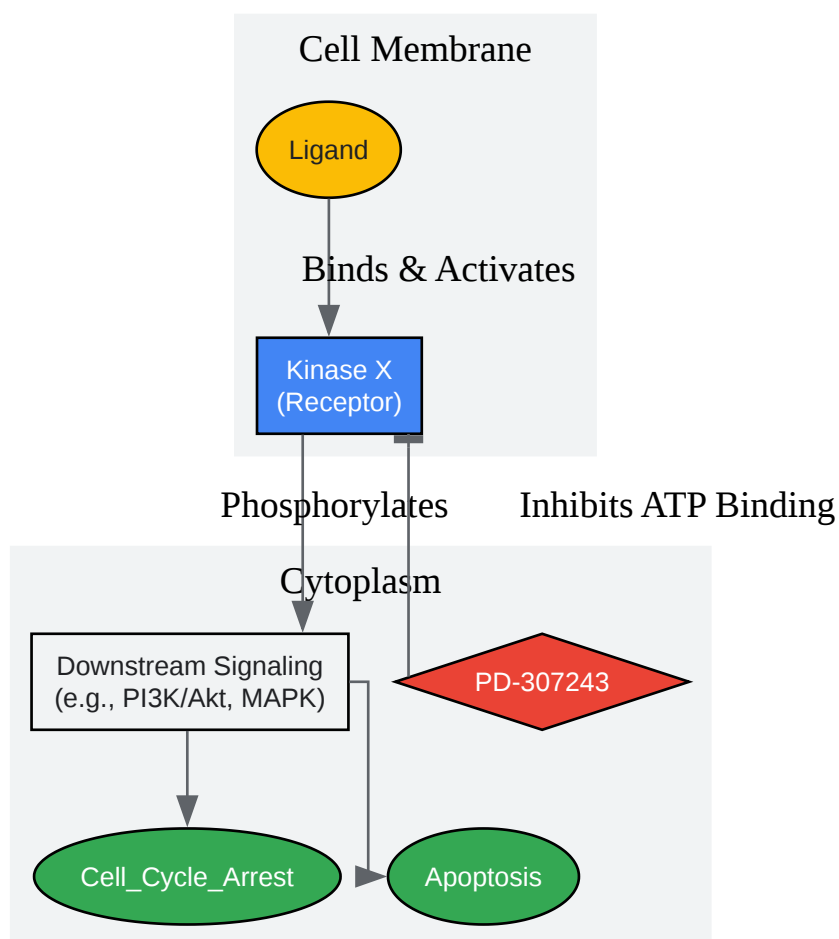 Cell Membrane
Ligand
Binds & Activates
Kinase X
(Receptor)
Phosphorylates
Inhibits ATP Binding
Cytoplasm
Downstream Signaling
(e.g., PI3K/Akt, MAPK)
PD-307243
Cell_Cycle_Arrest
Apoptosis